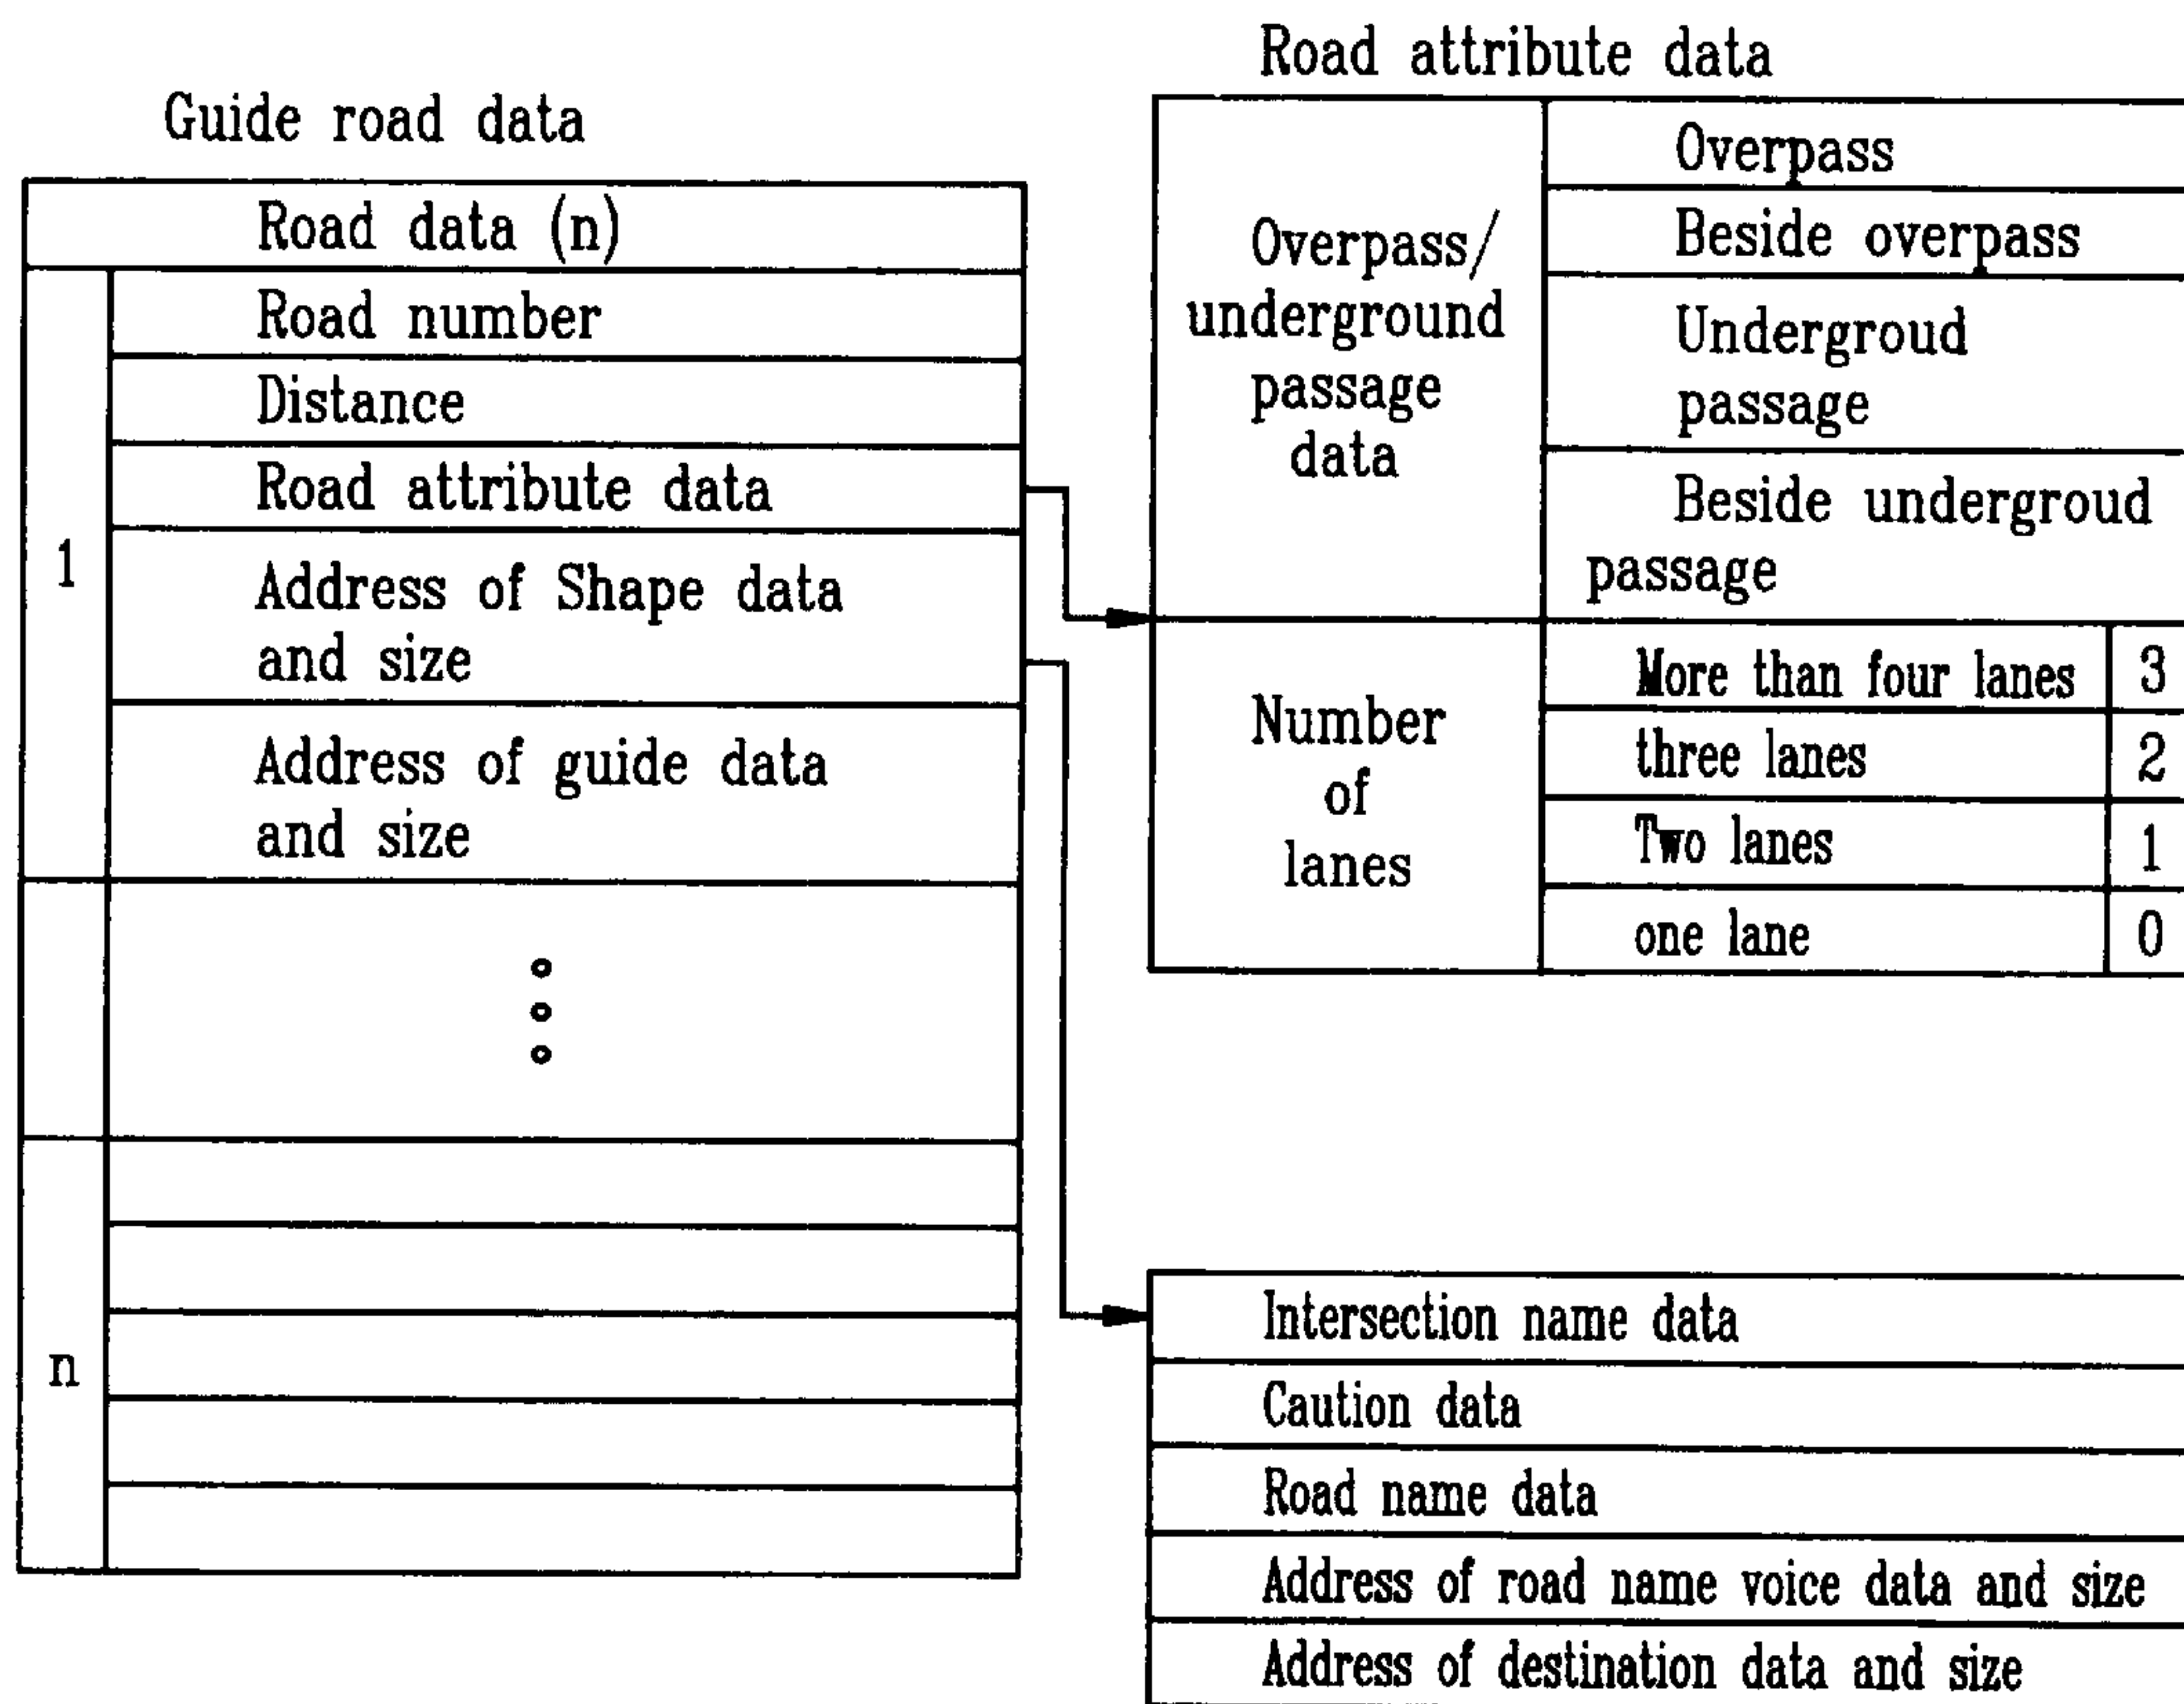 Guide road data
Road data (n)
1
Road number
Distance
Road attribute data
Address of Shape data
and size
Address of guide data
and size
n
Road attribute data
Overpass/
underground
passage
data
Overpass
Beside overpass
Undergroud
passage
Beside undergroud
passage
Number
of
lanes
More than four lanes 3
three lanes 2
Two lanes 1
one lane 0
Intersection name data
Caution data
Road name data
Address of road name voice data and size
Address of destination data and size